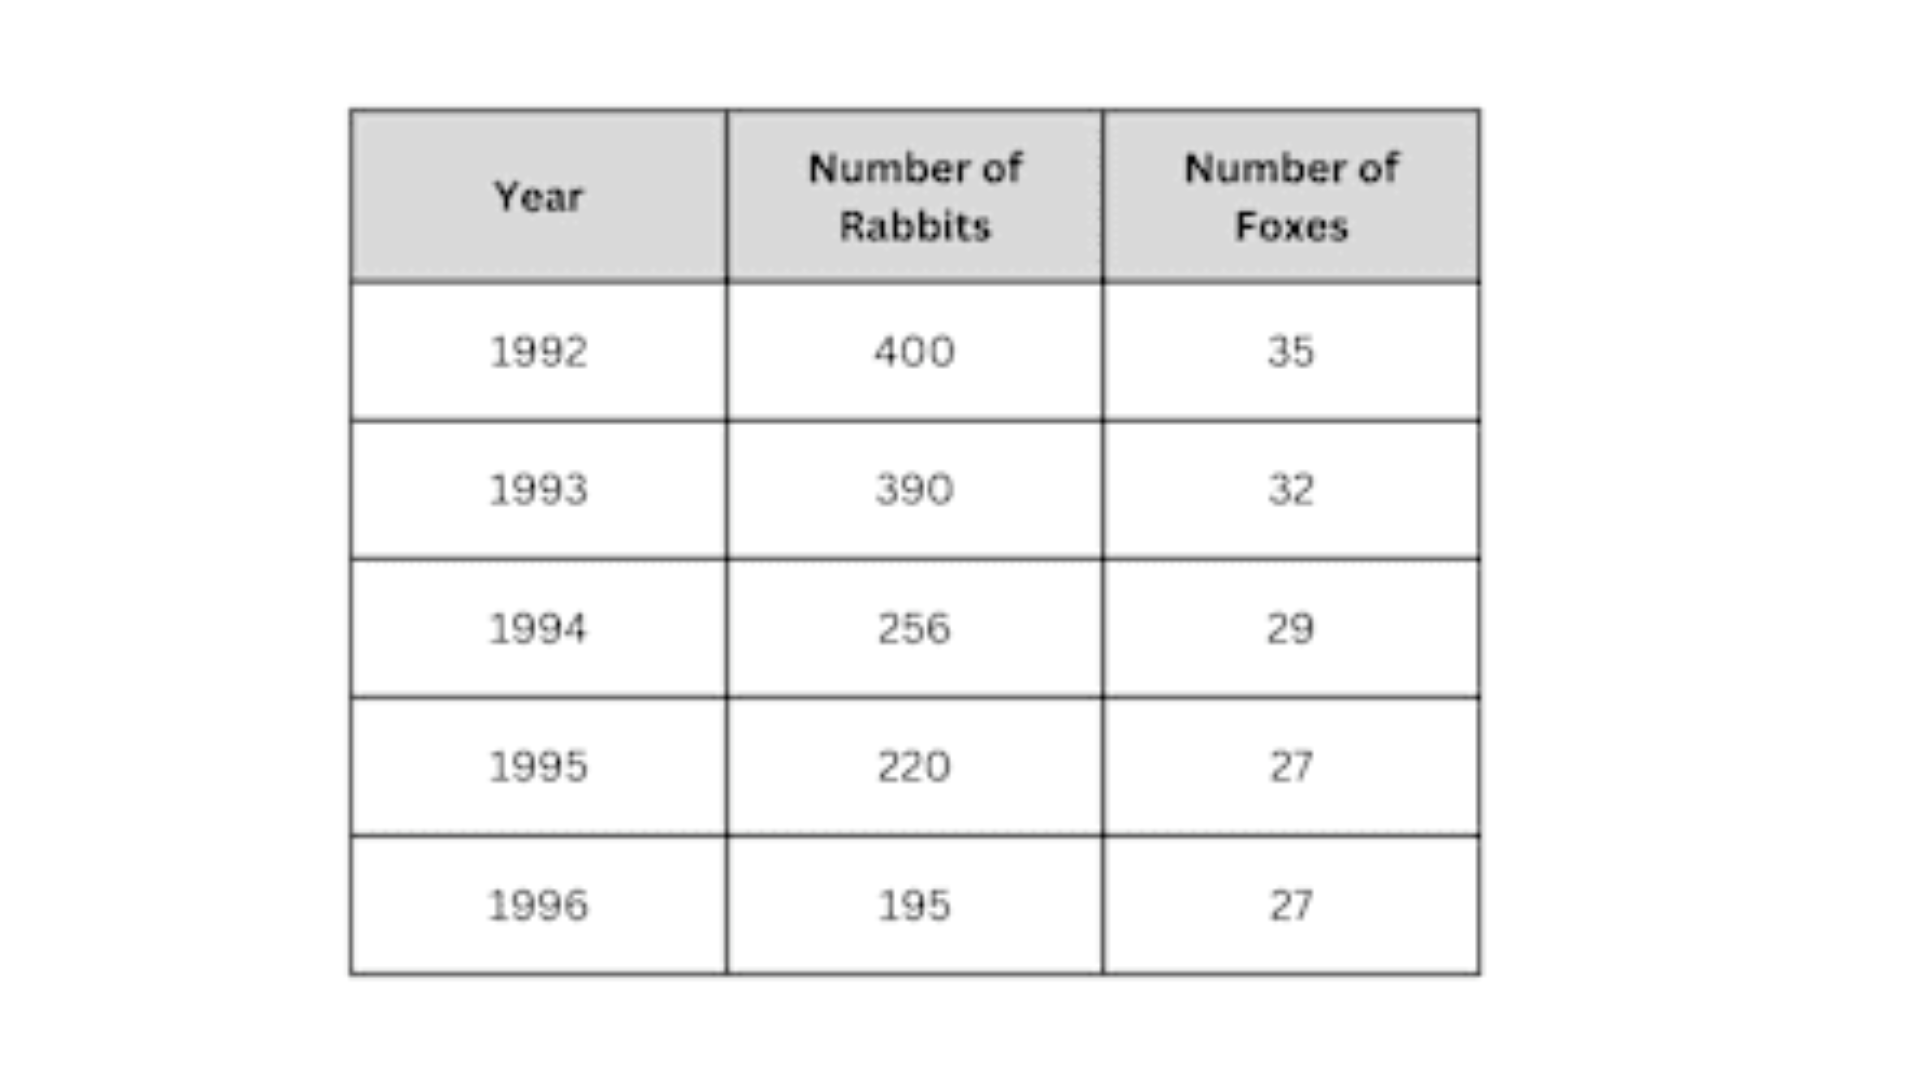 Year
Number of
Rabbits
Number of
Foxes
1992 400 35
1993 390 32
1994 256 29
1995 220 27
1996 195 27